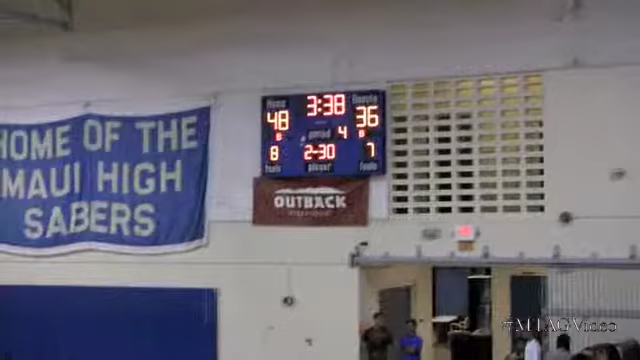 HOME OF THE
MAUI HIGH
SABERS
Home 3:38 Guests
48 36
B period 4 B
8 2-30 7
fouls player fouls
OUTBACK
#MIAGVideo